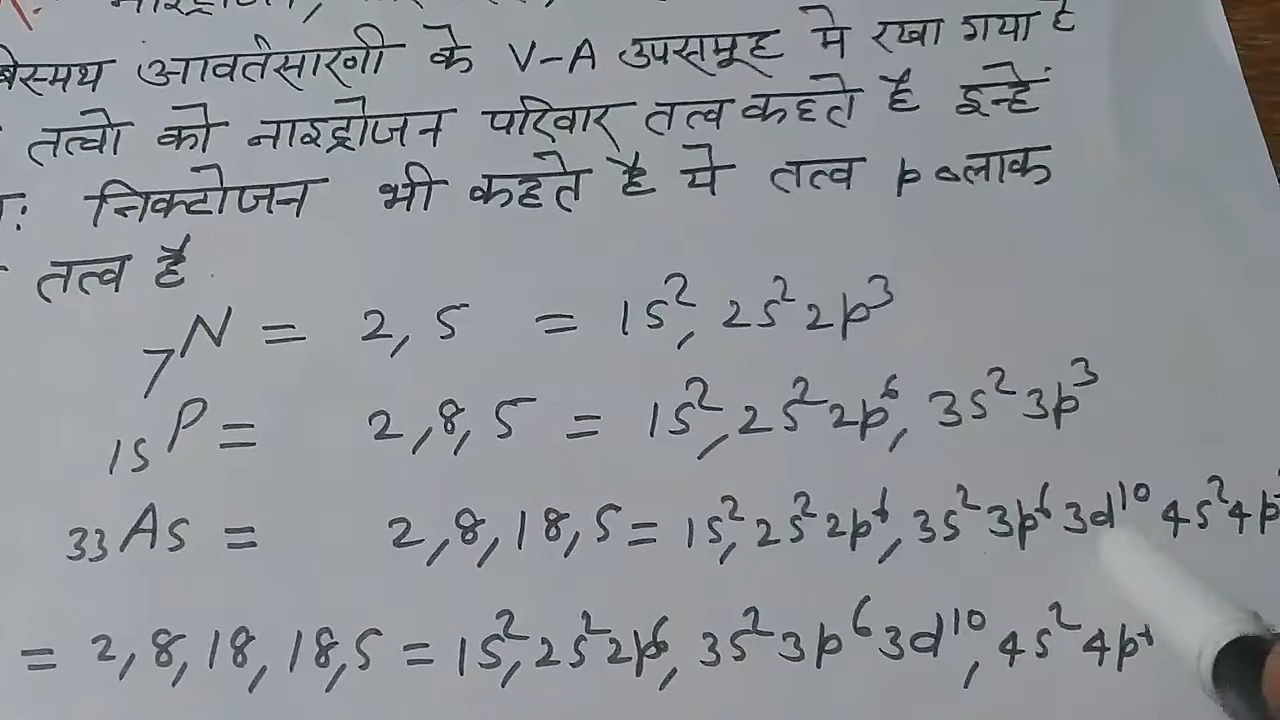 आवर्तसारणी के V-A उपसमूह मे रखा गया है
तत्वो को नाइट्रोजन परिवार तत्व कहते है इन्हें
निक्टोजन भी कहते है ये तत्व p ब्लाक
तत्व है
7N = 2, 5 = 1s², 2s² 2p³
15P = 2, 8, 5 = 1s², 2s² 2p⁶, 3s² 3p³
33As = 2, 8, 18, 5 = 1s², 2s² 2p⁶, 3s² 3p⁶ 3d¹⁰ 4s² 4p
= 2, 8, 18, 18, 5 = 1s², 2s² 2p⁶, 3s² 3p⁶ 3d¹⁰, 4s² 4p